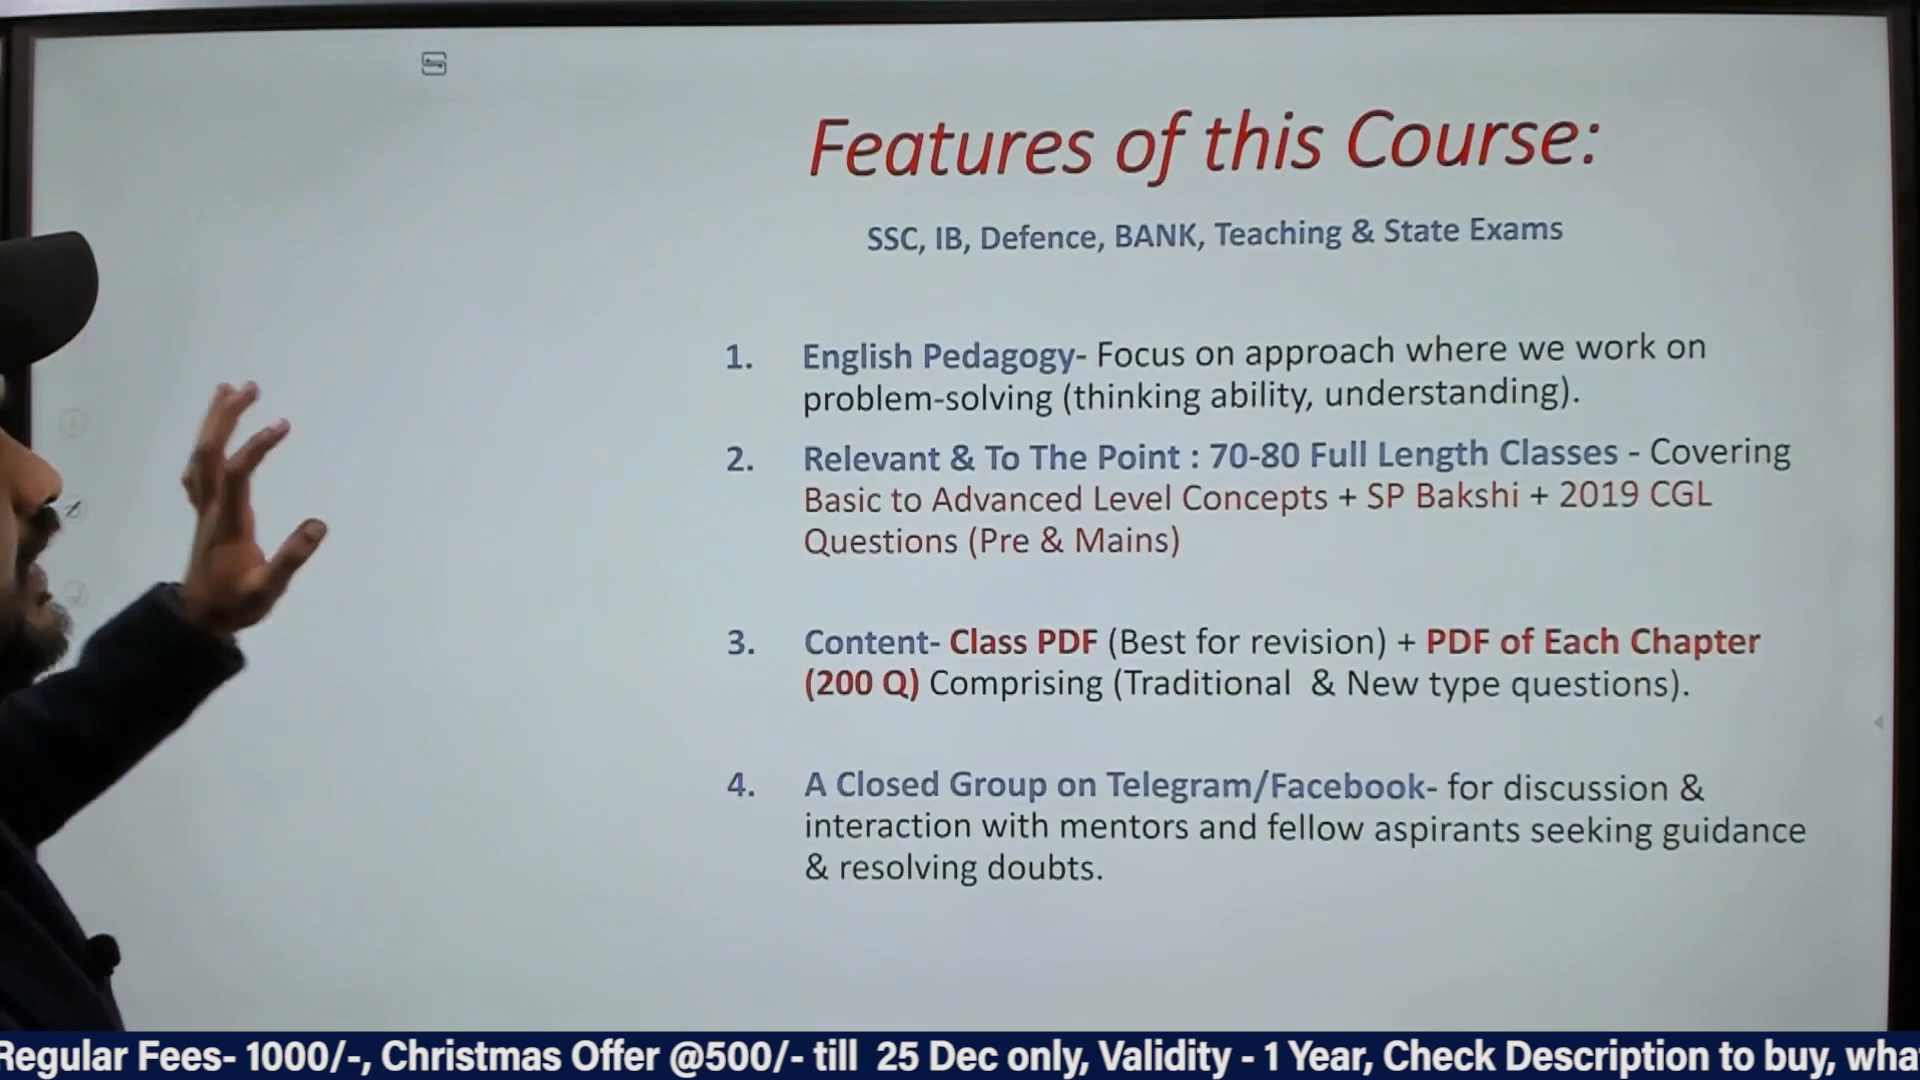 Features of this Course:
SSC, IB, Defence, BANK, Teaching & State Exams
1. English Pedagogy- Focus on approach where we work on
problem-solving (thinking ability, understanding).
2. Relevant & To The Point : 70-80 Full Length Classes - Covering
Basic to Advanced Level Concepts + SP Bakshi + 2019 CGL
Questions (Pre & Mains)
3. Content- Class PDF (Best for revision) + PDF of Each Chapter
(200 Q) Comprising (Traditional & New type questions).
4. A Closed Group on Telegram/Facebook- for discussion &
interaction with mentors and fellow aspirants seeking guidance
& resolving doubts.
Regular Fees- 1000/-, Christmas Offer @500/- till 25 Dec only, Validity - 1 Year, Check Description to buy,